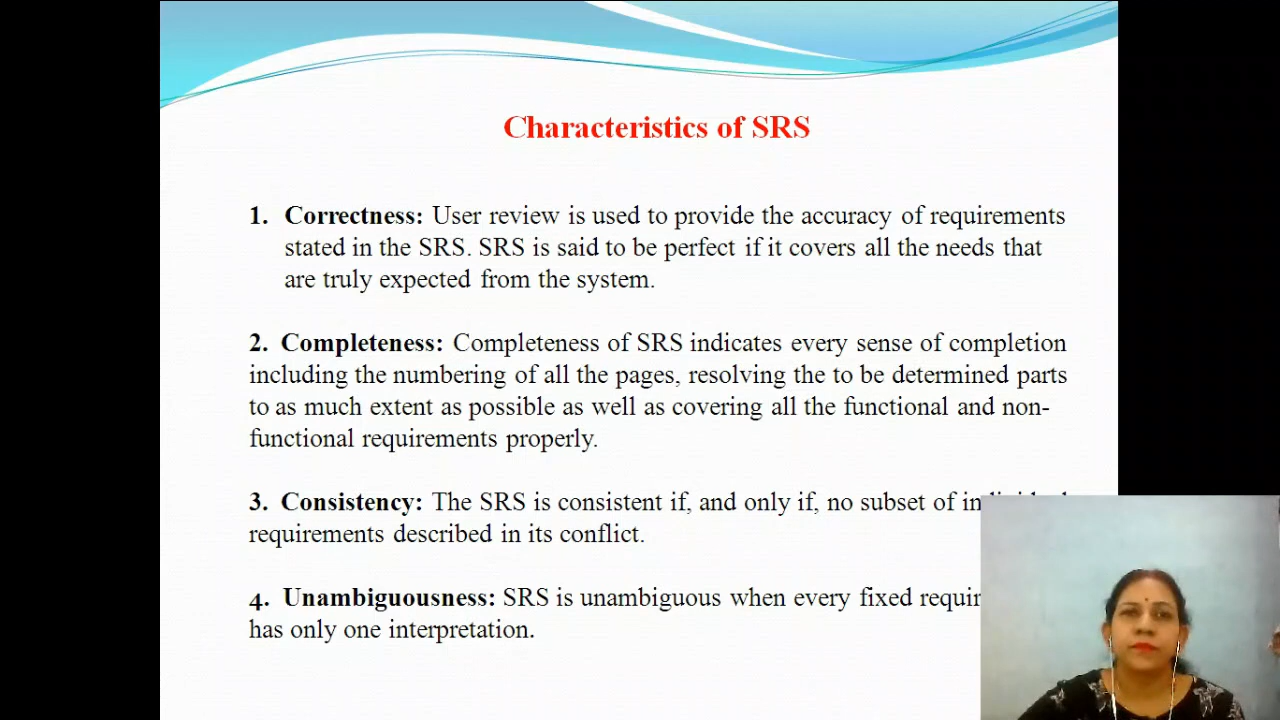 Characteristics of SRS
1. Correctness: User review is used to provide the accuracy of requirements
stated in the SRS. SRS is said to be perfect if it covers all the needs that
are truly expected from the system.
2. Completeness: Completeness of SRS indicates every sense of completion
including the numbering of all the pages, resolving the to be determined parts
to as much extent as possible as well as covering all the functional and non-
functional requirements properly.
3. Consistency: The SRS is consistent if, and only if, no subset of
requirements described in its conflict.
4. Unambiguousness: SRS is unambiguous when every fixed
has only one interpretation.